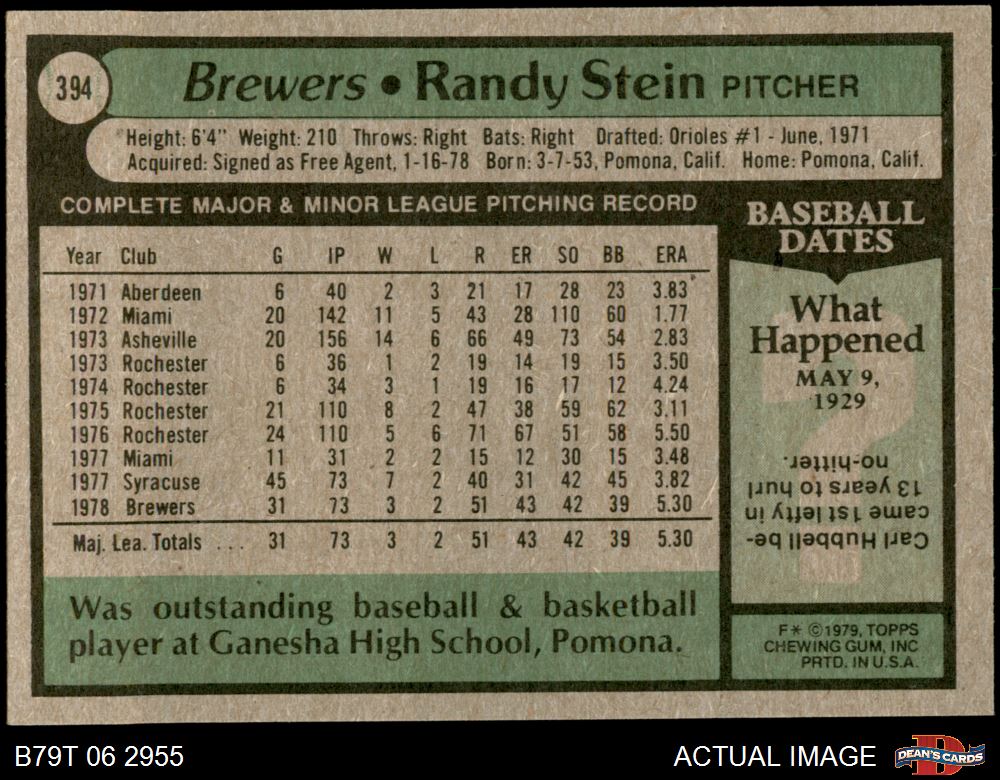 394
Brewers • Randy Stein PITCHER
Height: 6'4" Weight: 210 Throws: Right Bats: Right Drafted: Orioles #1 - June, 1971
Acquired: Signed as Free Agent, 1-16-78 Born: 3-7-53, Pomona, Calif. Home: Pomona, Calif.
COMPLETE MAJOR & MINOR LEAGUE PITCHING RECORD
Year Club G IP W L R ER SO BB ERA
1971 Aberdeen 6 40 2 3 21 17 28 23 3.83
1972 Miami 20 142 11 5 43 28 110 60 1.77
1973 Asheville 20 156 14 6 66 49 73 54 2.83
1973 Rochester 6 36 1 2 19 14 19 15 3.50
1974 Rochester 6 34 3 1 19 16 17 12 4.24
1975 Rochester 21 110 8 2 47 38 59 62 3.11
1976 Rochester 24 110 5 6 71 67 51 58 5.50
1977 Miami 11 31 2 2 15 12 30 15 3.48
1977 Syracuse 45 73 7 2 40 31 42 45 3.82
1978 Brewers 31 73 3 2 51 43 42 39 5.30
Maj. Lea. Totals ... 31 73 3 2 51 43 42 39 5.30
Was outstanding baseball & basketball
player at Ganesha High School, Pomona.
BASEBALL
DATES
What
Happened
MAY 9,
1929
?
Carl Hubbell be-
came 1st lefty in
13 years to hurl
no-hitter.
F* ©1979, TOPPS
CHEWING GUM, INC
PRTD. IN U.S.A.
B79T 06 2955
ACTUAL IMAGE
D
DEAN'S CARDS